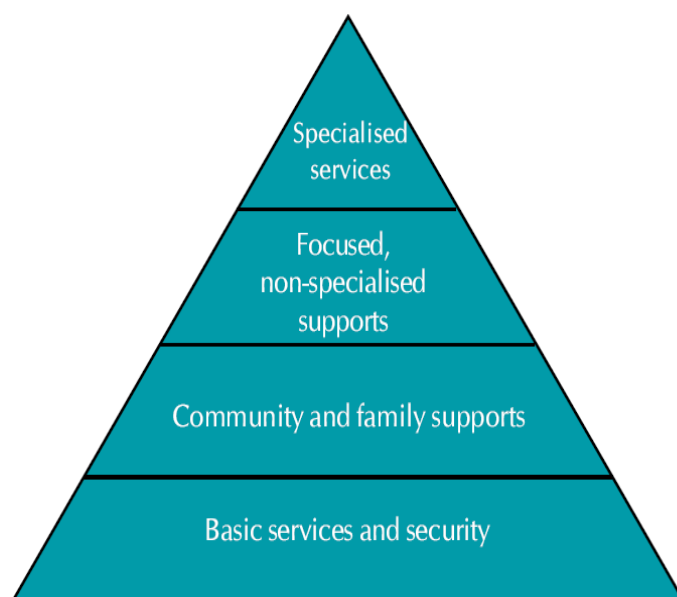 Specialised
services
Focused,
non-specialised
supports
Community and family supports
Basic services and security